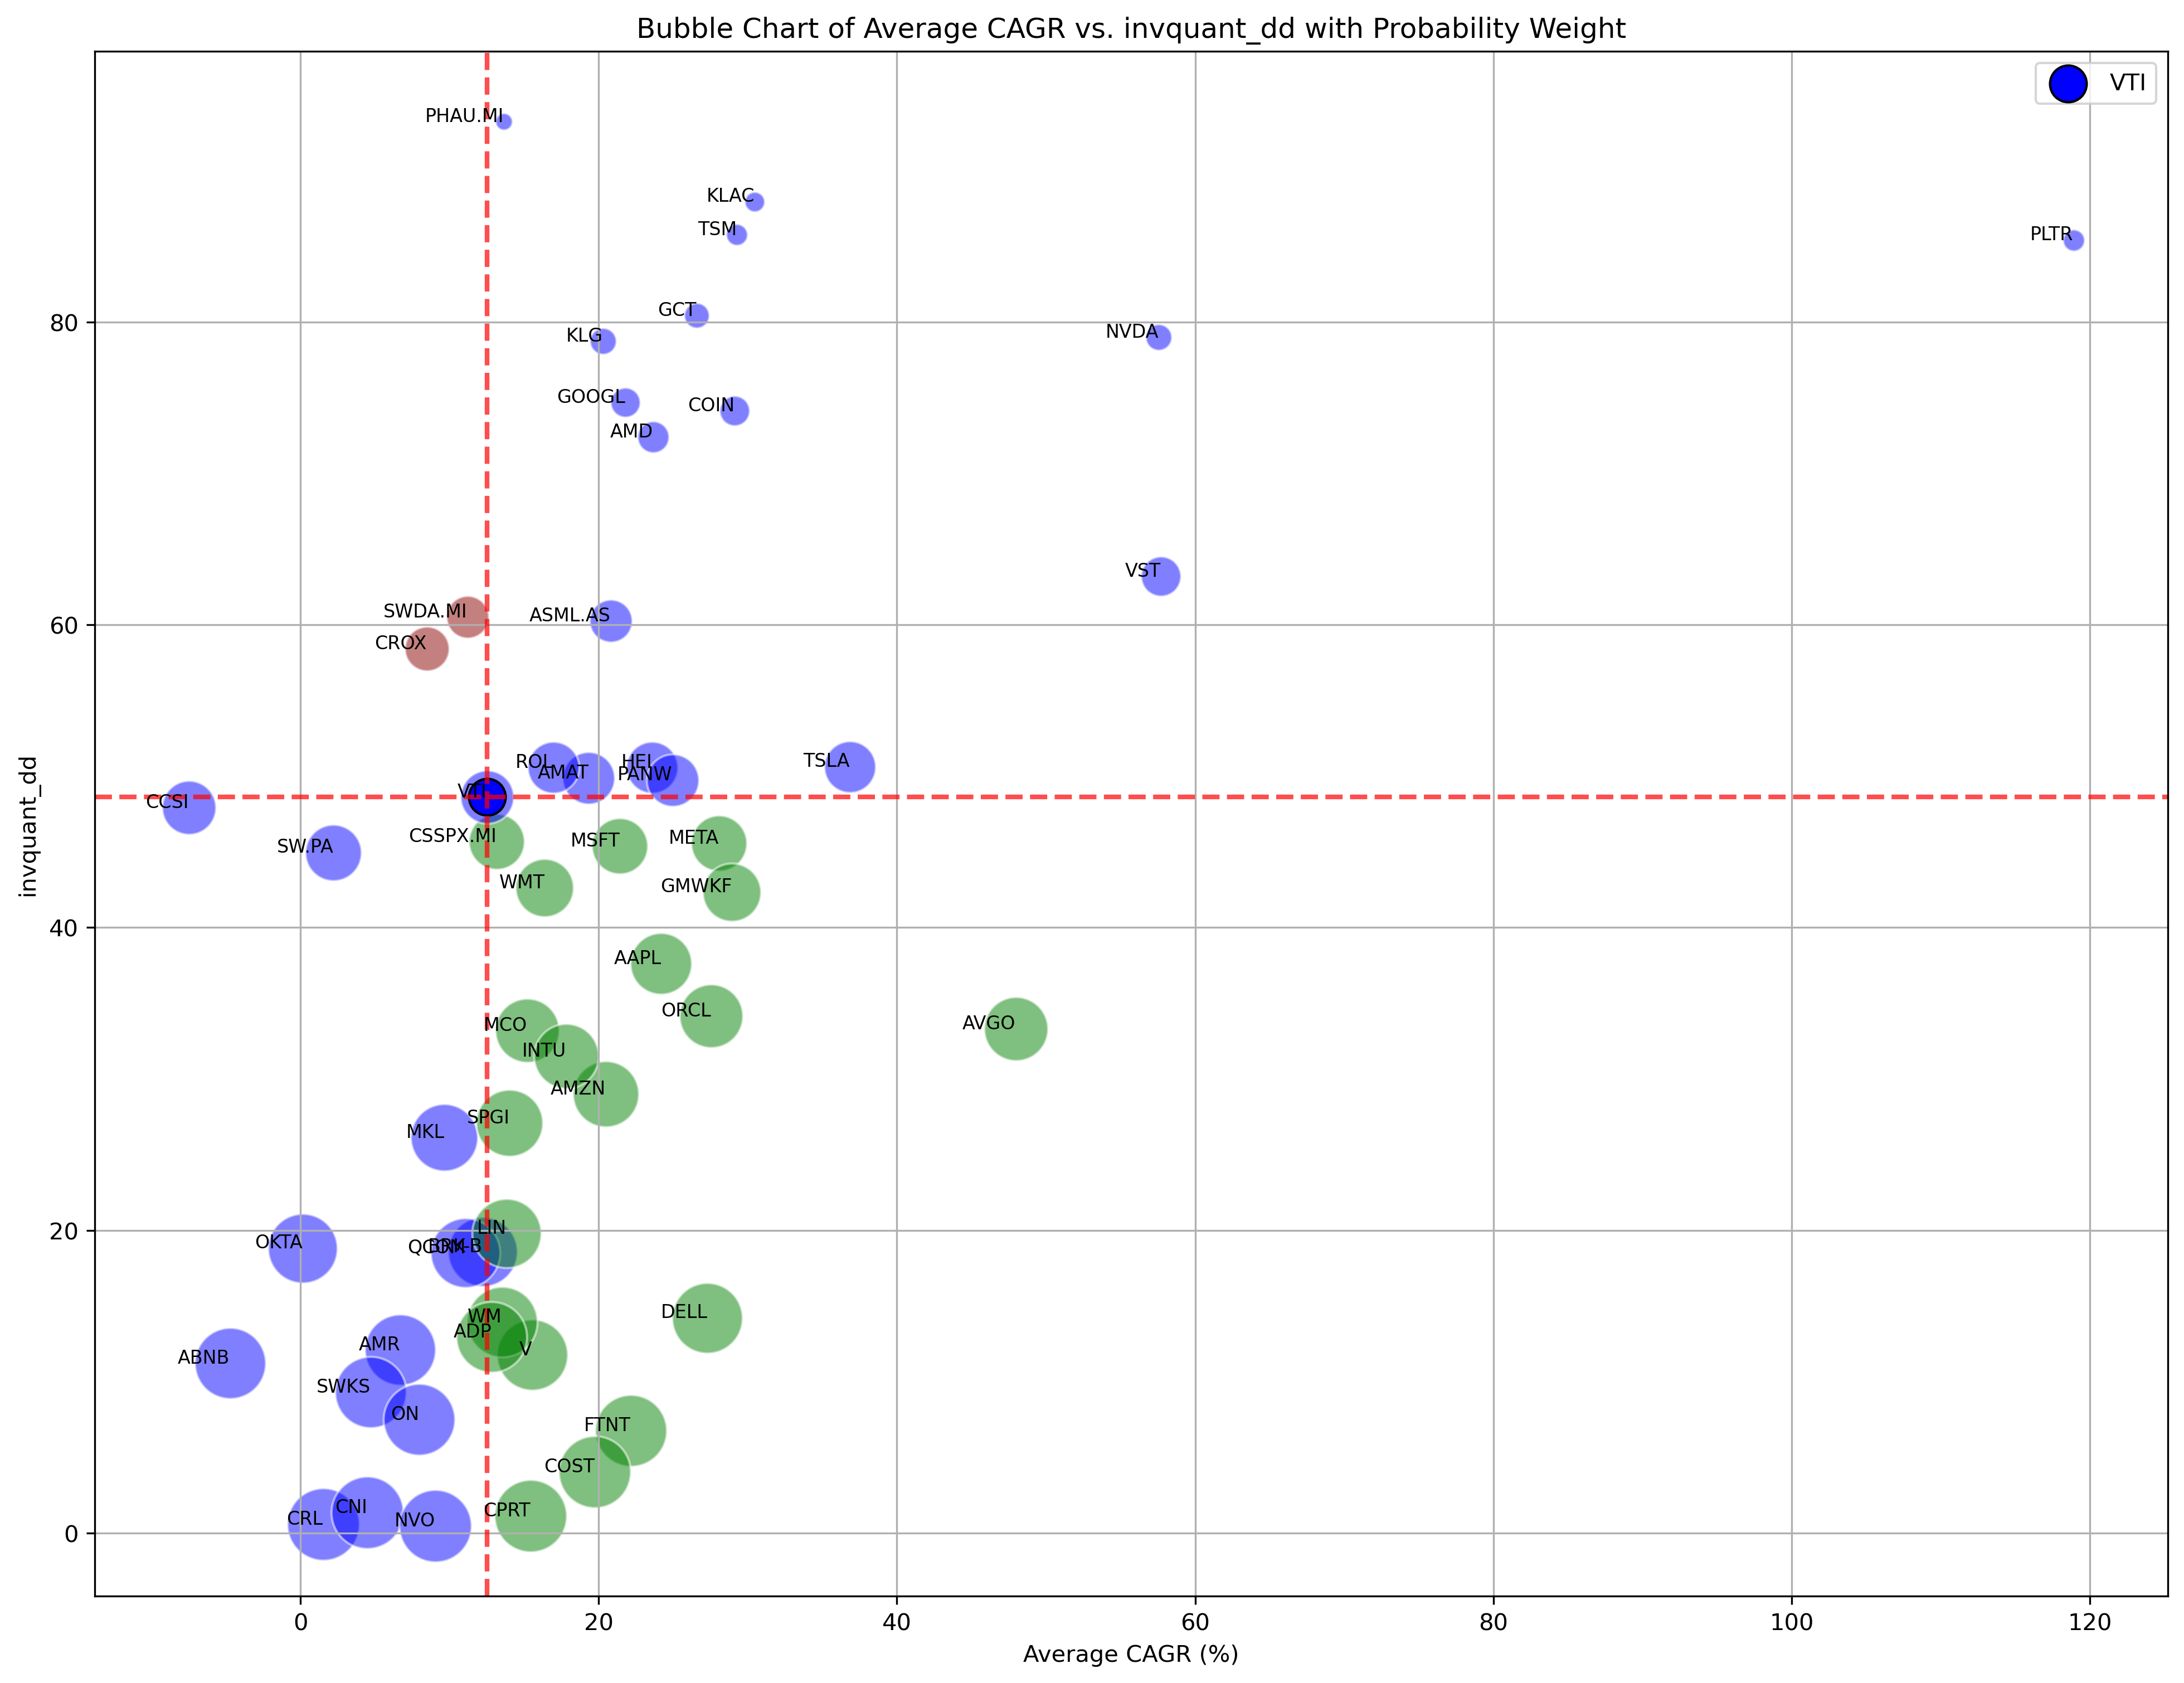 Bubble Chart of Average CAGR vs. invquant_dd with Probability Weight
VTI
PHAU.MI
KLAC
TSM
PLTR
GCT
80
KLG
NVDA
GOOGL
COIN
AMD
VST
SWDA.MI
ASML.AS
60
CROX
ROL
HEI
TSLA
AMAT
PANW
CCSI
CSSPX.MI
MSFT
META
SW.PA
WMT
GMWKF
invquant_dd
40
AAPL
ORCL
MCO
AVGO
INTU
AMZN
SPGI
MKL
20
LIN
OKTA
BRK-B
WM
DELL
ADP
AMR
V
ABNB
SWKS
ON
FTNT
COST
CNI
CPRT
CRL
NVO
0
0 20 40 60 80 100 120
Average CAGR (%)